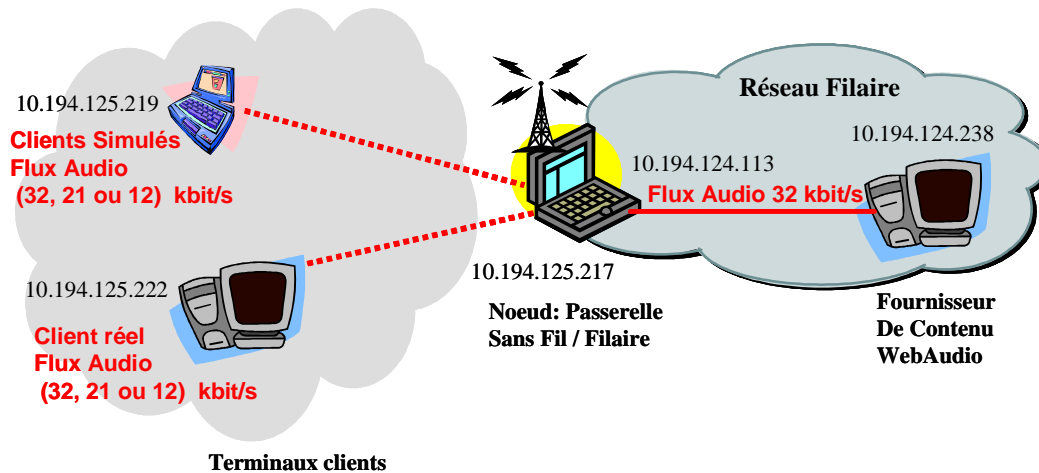 10.194.125.219
Clients Simulés
Flux Audio
(32, 21 ou 12) kbit/s
10.194.125.222
Client réel
Flux Audio
(32, 21 ou 12) kbit/s
Terminaux clients
10.194.125.217
Noeud: Passerelle
Sans Fil / Filaire
Réseau Filaire
10.194.124.238
10.194.124.113
Flux Audio 32 kbit/s
Fournisseur
De Contenu
WebAudio